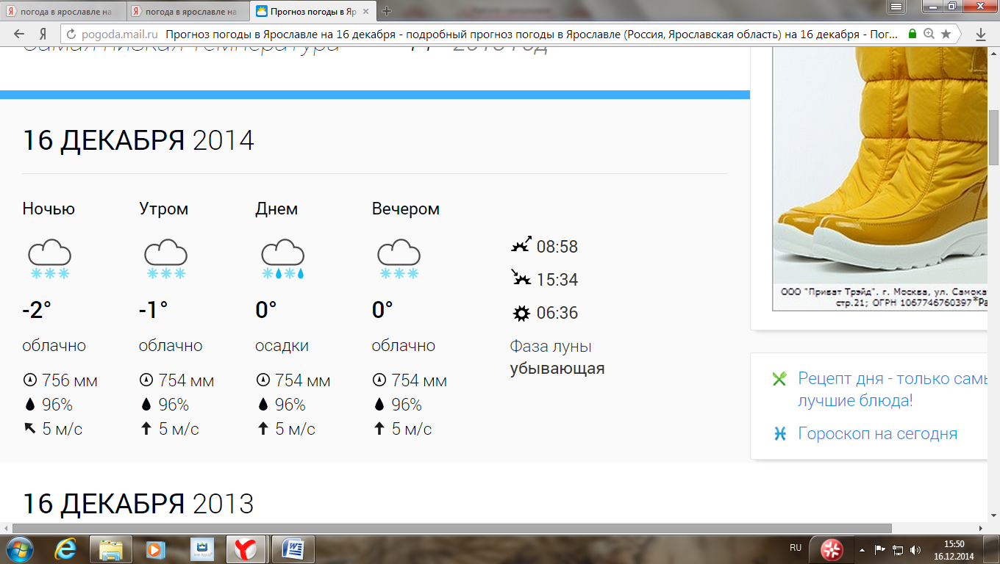 погода в ярославле на
погода в ярославле на
Прогноз погоды в Яр
Я
pogoda.mail.ru Прогноз погоды в Ярославле на 16 декабря - подробный прогноз погоды в Ярославле (Россия, Ярославская область) на 16 декабря - Пог...
Самая низкая температура
16 ДЕКАБРЯ 2014
Ночью Утром Днем Вечером
08:58
15:34
06:36
-2° -1° 0° 0°
облачно облачно осадки облачно
Фаза луны
убывающая
756 мм 754 мм 754 мм 754 мм
96% 96% 96% 96%
5 м/с 5 м/с 5 м/с 5 м/с
16 ДЕКАБРЯ 2013
ООО "Приват Трэйд". г. Москва, ул. Самока
стр.21; ОГРН 1067746760397 *Ра
Рецепт дня - только самы
лучшие блюда!
Гороскоп на сегодня
RU
15:50
16.12.2014